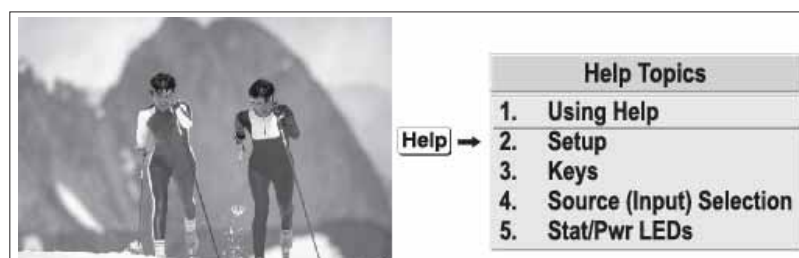 Help
Help Topics
1. Using Help
2. Setup
3. Keys
4. Source (Input) Selection
5. Stat/Pwr LEDs